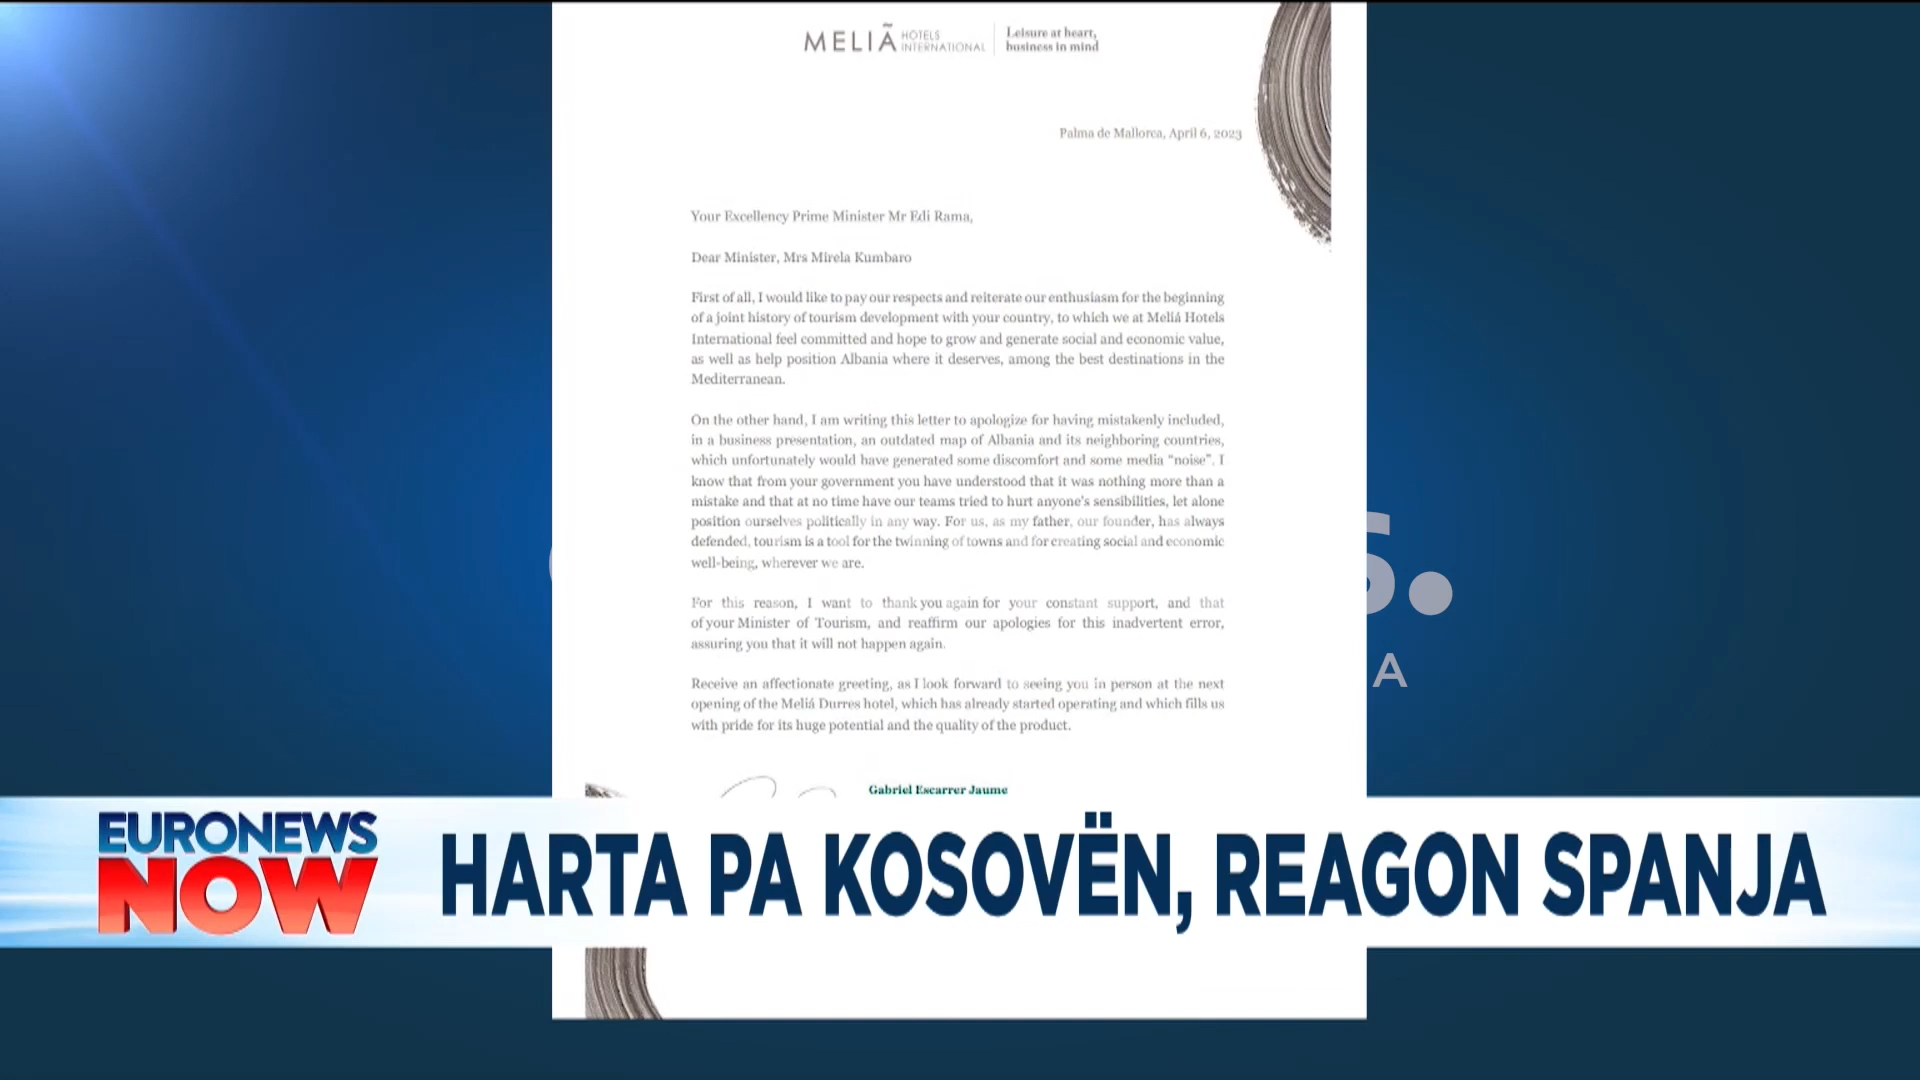 MELIÃ HOTELS INTERNATIONAL
Leisure at heart,
business in mind
Palma de Mallorca, April 6, 2023
Your Excellency Prime Minister Mr Edi Rama,
Dear Minister, Mrs Mirela Kumbaro
First of all, I would like to pay our respects and reiterate our enthusiasm for the beginning
of a joint history of tourism development with your country, to which we at Meliá Hotels
International feel committed and hope to grow and generate social and economic value,
as well as help position Albania where it deserves, among the best destinations in the
Mediterranean.
On the other hand, I am writing this letter to apologize for having mistakenly included,
in a business presentation, an outdated map of Albania and its neighboring countries,
which unfortunately would have generated some discomfort and some media “noise”. I
know that from your government you have understood that it was nothing more than a
mistake and that at no time have our teams tried to hurt anyone's sensibilities, let alone
position ourselves politically in any way. For us, as my father, our founder, has always
defended, tourism is a tool for the twinning of towns and for creating social and economic
well-being, wherever we are.
For this reason, I want to thank you again for your constant support, and that
of your Minister of Tourism, and reaffirm our apologies for this inadvertent error,
assuring you that it will not happen again.
Receive an affectionate greeting, as I look forward to seeing you in person at the next
opening of the Meliá Durres hotel, which has already started operating and which fills us
with pride for its huge potential and the quality of the product.
Gabriel Escarrer Jaume
EURONEWS
NOW
HARTA PA KOSOVËN, REAGON SPANJA